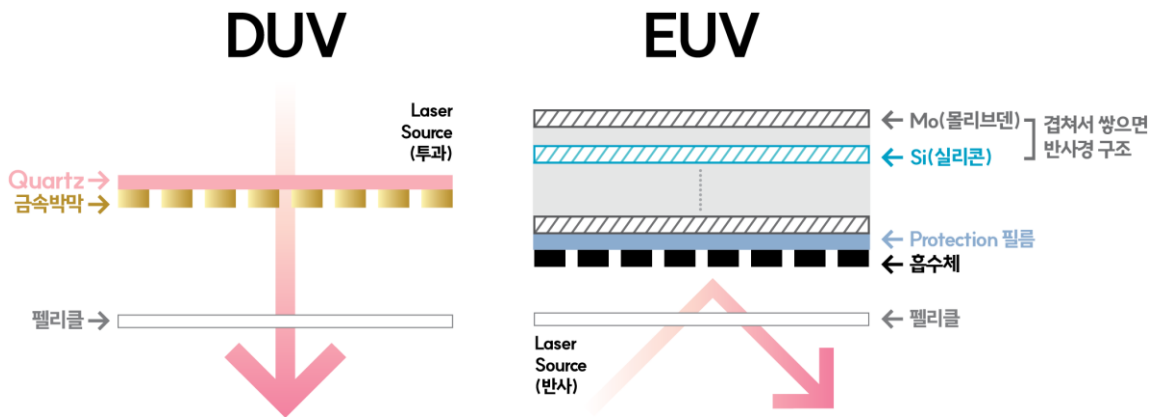 DUV
Laser
Source
(투과)
Quartz
금속박막
펠리클
EUV
Mo(몰리브덴)
Si(실리콘)
겹쳐서 쌓으면
반사경 구조
Protection 필름
흡수체
펠리클
Laser
Source
(반사)